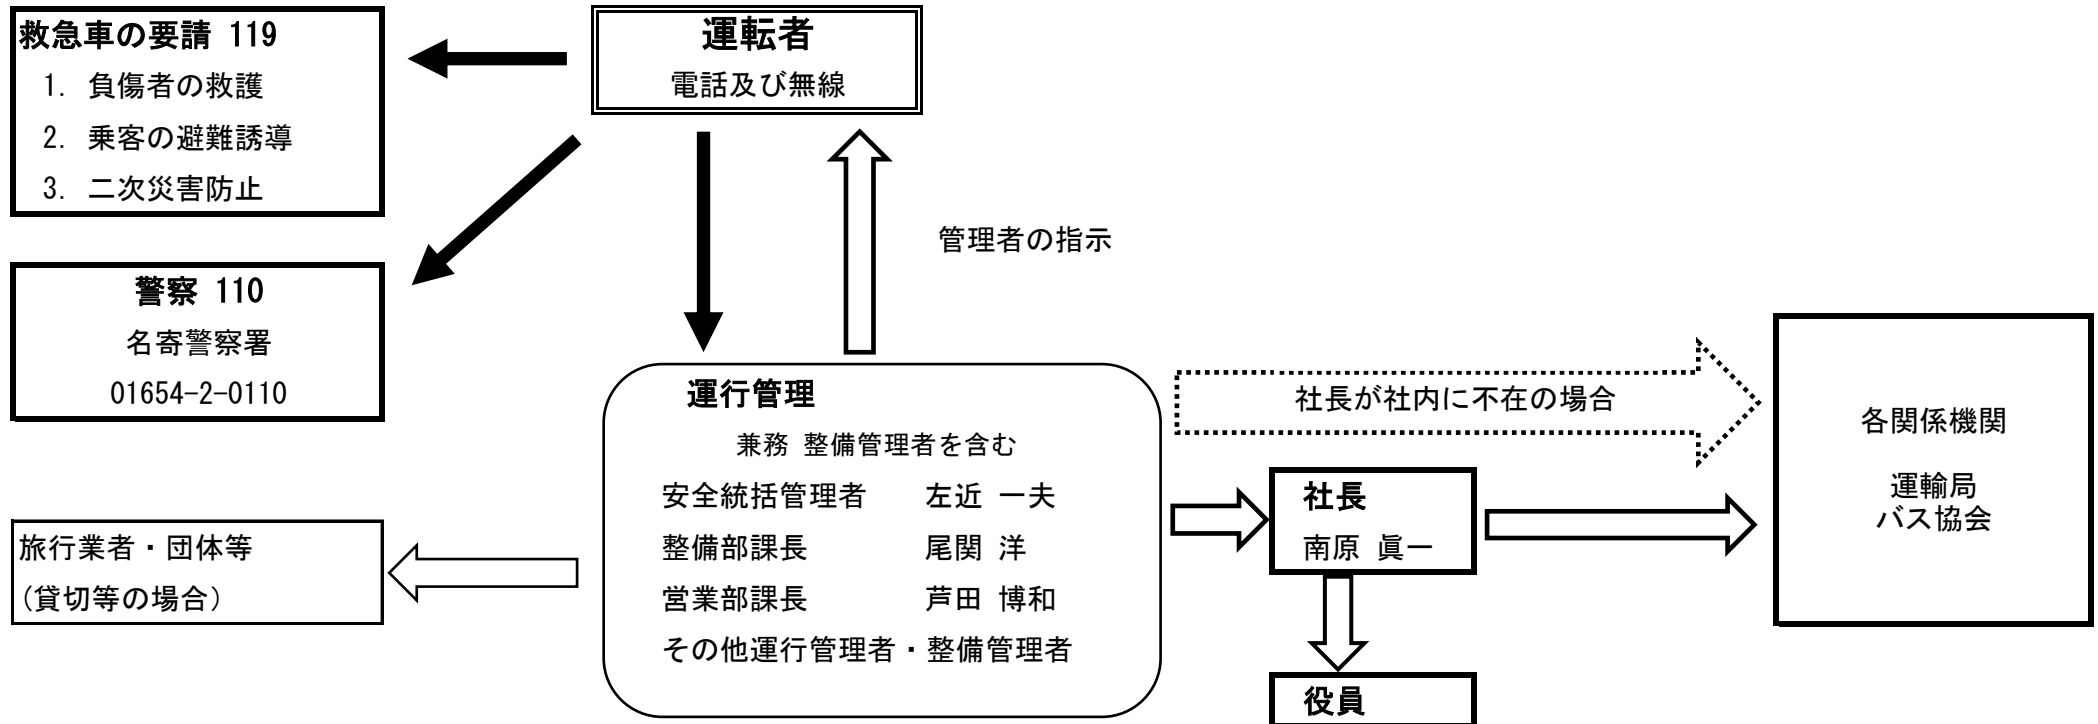 救急車の要請 119
1. 負傷者の救護
2. 乗客の避難誘導
3. 二次災害防止
運転者
電話及び無線
管理者の指示
警察 110
名寄警察署
01654-2-0110
運行管理
兼務 整備管理者を含む
安全統括管理者 左近 一夫
整備部課長 尾関 洋
営業部課長 芦田 博和
その他運行管理者・整備管理者
社長が社内に不在の場合
各関係機関
運輸局
バス協会
社長
南原 眞一
旅行業者・団体等
(貸切等の場合)
役員